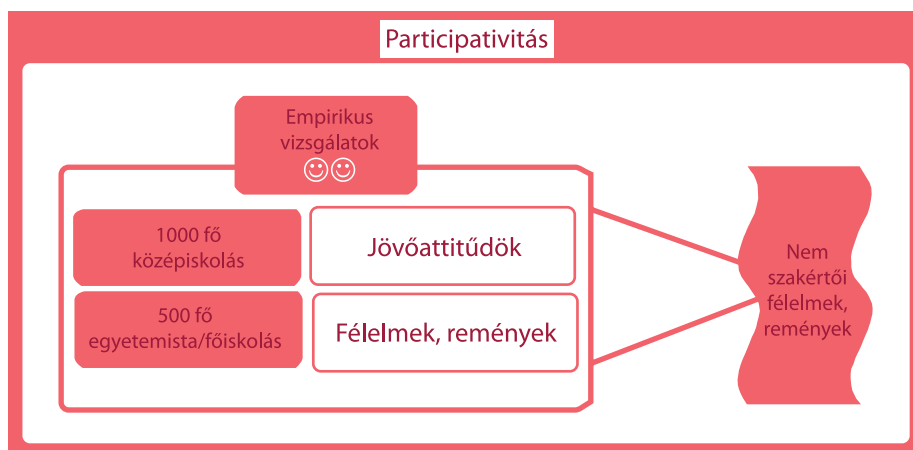 Participativitás
Empirikus
vizsgálatok
1000 fő
középiskolás
Jövőattitűdök
500 fő
egyetemista/főiskolás
Félelmek, remények
Nem
szakértői
félelmek,
remények